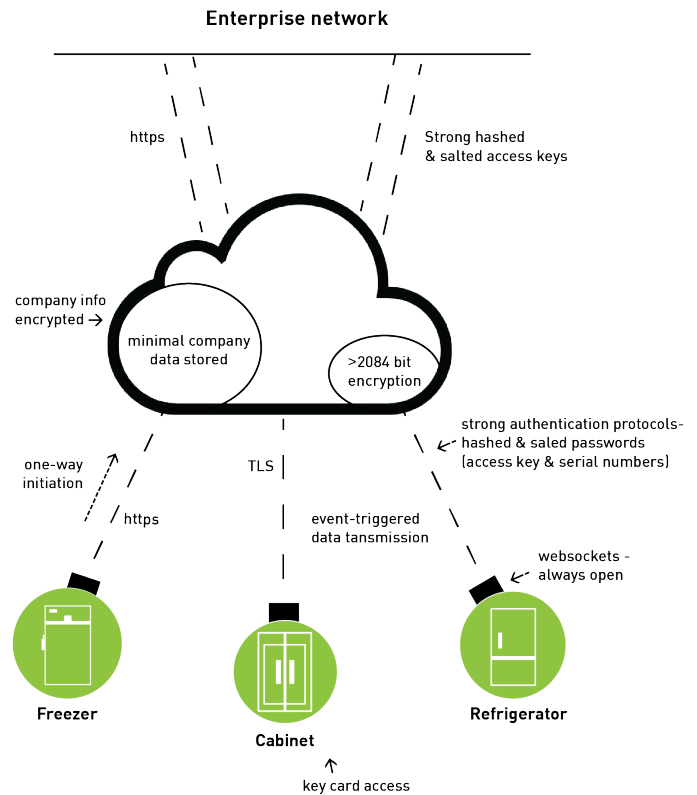 Enterprise network
https
Strong hashed
& salted access keys
company info
encrypted →
minimal company
data stored
>2084 bit
encryption
strong authentication protocols-
hashed & saled passwords
(access key & serial numbers)
one-way
initiation
TLS
https
event-triggered
data tansmission
websockets -
always open
Freezer
Cabinet
Refrigerator
key card access